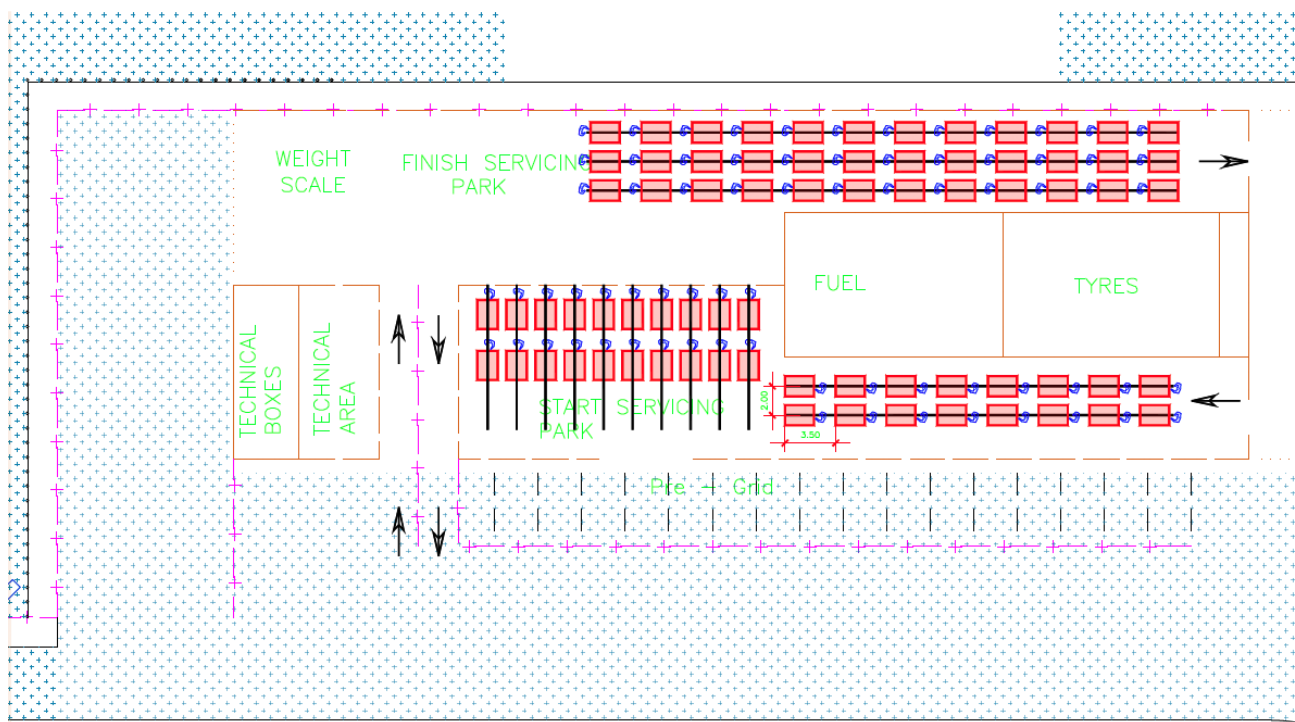 WEIGHT
SCALE
FINISH SERVICING
PARK
FUEL
TYRES
TECHNICAL
BOXES
TECHNICAL
AREA
START SERVICING
PARK
2.00
3.50
Pre - Grid